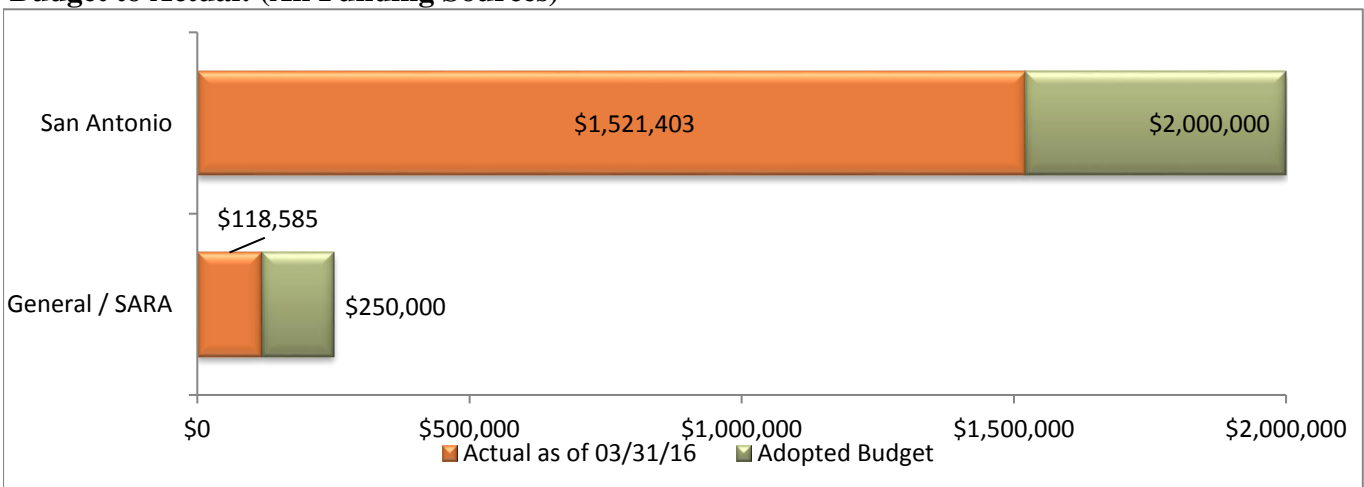 Budget to Actual: (All Funding Sources)
San Antonio
$1,521,403
$2,000,000
$118,585
General / SARA
$250,000
$0
$500,000
$1,000,000
$1,500,000
$2,000,000
Actual as of 03/31/16
Adopted Budget